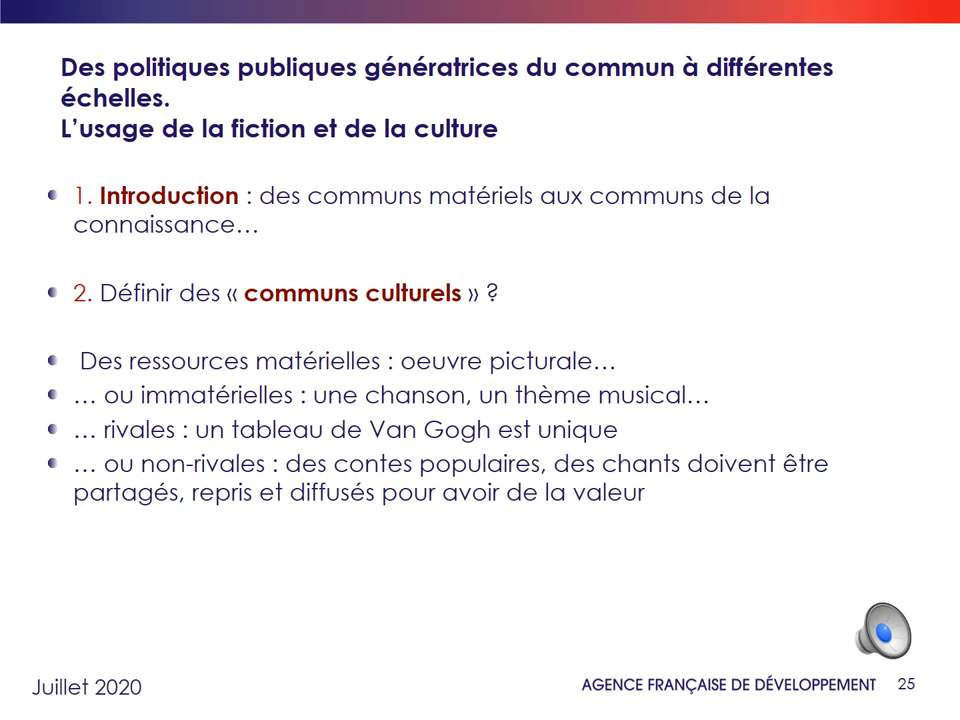 Des politiques publiques génératrices du commun à différentes
échelles.
L’usage de la fiction et de la culture
1. Introduction : des communs matériels aux communs de la
connaissance…
2. Définir des « communs culturels » ?
Des ressources matérielles : oeuvre picturale…
… ou immatérielles : une chanson, un thème musical…
… rivales : un tableau de Van Gogh est unique
… ou non-rivales : des contes populaires, des chants doivent être
partagés, repris et diffusés pour avoir de la valeur
Juillet 2020
AGENCE FRANÇAISE DE DÉVELOPPEMENT 25